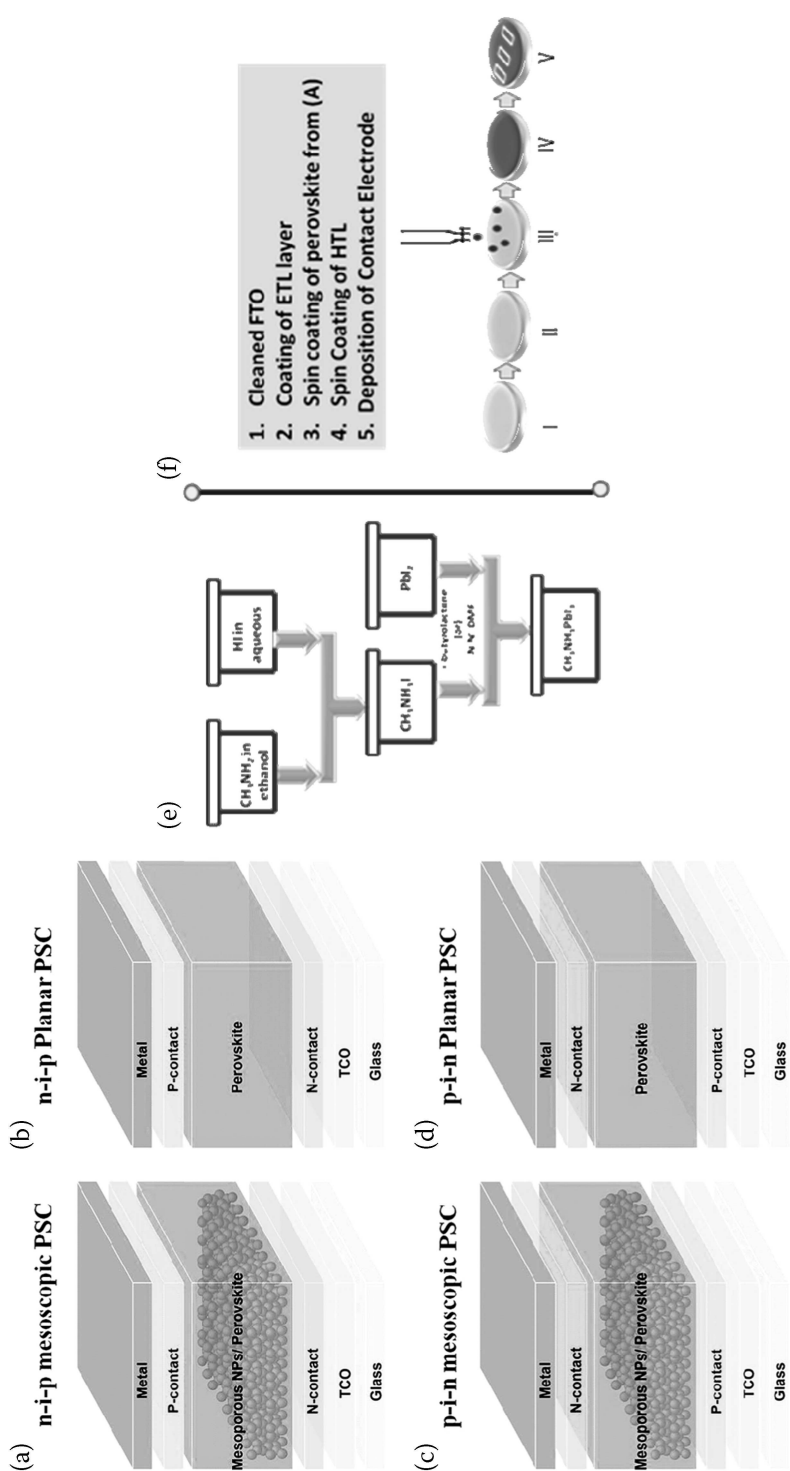 (a)
n-i-p mesoscopic PSC
Metal
P-contact
Mesoporous NPs/ Perovskite
N-contact
TCO
Glass
(b)
n-i-p Planar PSC
Metal
P-contact
Perovskite
N-contact
TCO
Glass
(c)
p-i-n mesoscopic PSC
Metal
N-contact
Mesoporous NPs/ Perovskite
P-contact
TCO
Glass
(d)
p-i-n Planar PSC
Metal
N-contact
Perovskite
P-contact
TCO
Glass
(e)
CH₃NH₂ in
ethanol
HI in
aqueous
CH₃NH₃I
PbI₂
(or)
CH₃NH₃PbI₃
(f)
1. Cleaned FTO
2. Coating of ETL layer
3. Spin coating of perovskite from (A)
4. Spin Coating of HTL
5. Deposition of Contact Electrode
I
II
III
IV
V